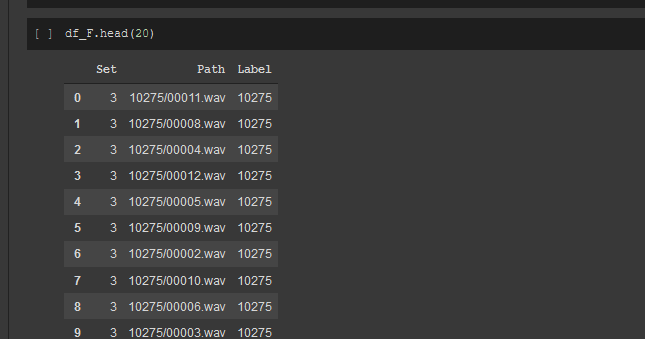 [ ] df_F.head(20)
Set Path Label
0 3 10275/00011.wav 10275
1 3 10275/00008.wav 10275
2 3 10275/00004.wav 10275
3 3 10275/00012.wav 10275
4 3 10275/00005.wav 10275
5 3 10275/00009.wav 10275
6 3 10275/00002.wav 10275
7 3 10275/00010.wav 10275
8 3 10275/00006.wav 10275
9 3 10275/00003.wav 10275